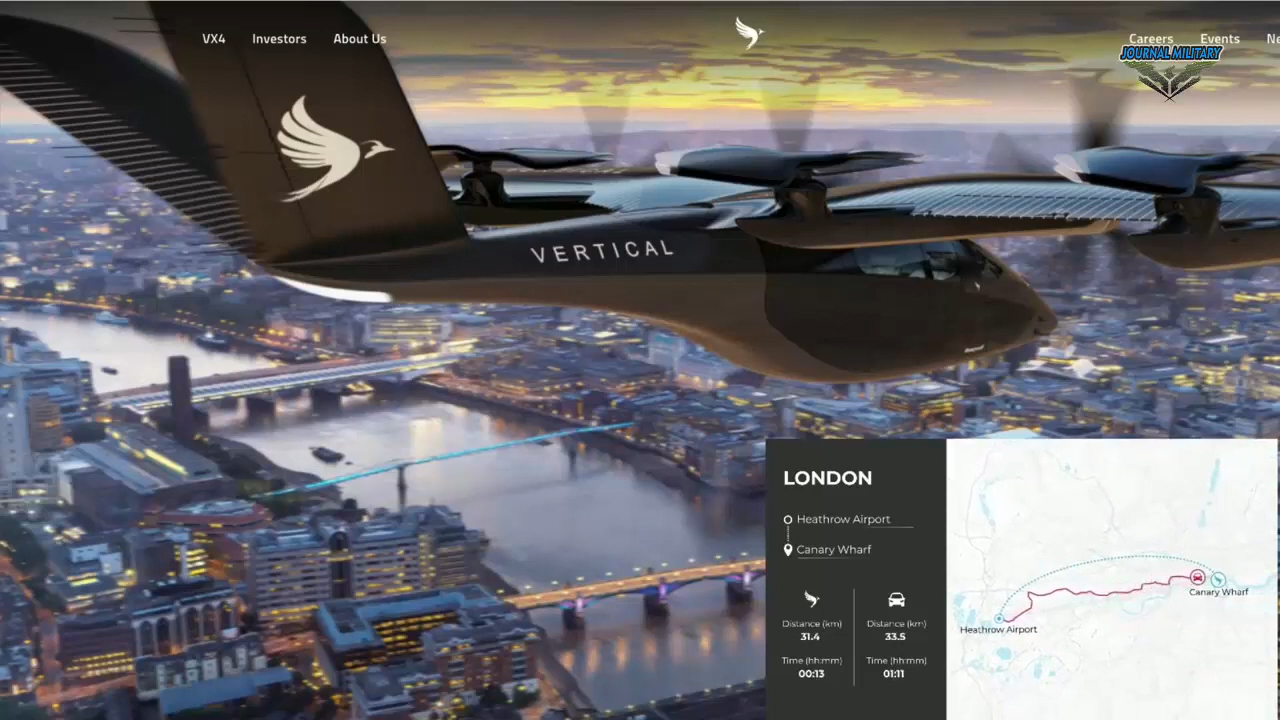 VX4 Investors About Us
Careers Events Ne
JOURNAL MILITARY
VERTICAL
LONDON
Heathrow Airport
Canary Wharf
Distance (km) Distance (km)
31.4 33.5
Time (hh:mm) Time (hh:mm)
00:13 01:11
Canary Wharf
Heathrow Airport